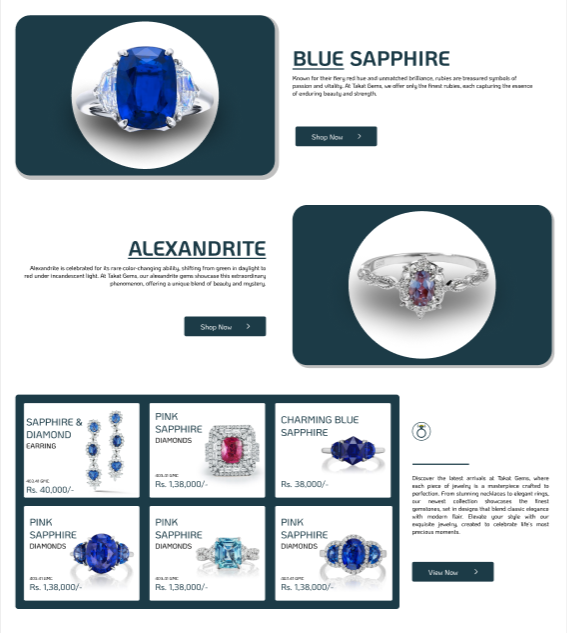 BLUE SAPPHIRE
Known for their fiery red hue and unmatched brilliance, rubies are treasured symbols of
passion and vitality. At Takat Gems, we offer only the finest rubies, each capturing the essence
of enduring beauty and strength.
Shop Now
ALEXANDRITE
Alexandrite is celebrated for its rare color-changing ability, shifting from green in daylight to
red under incandescent light. At Takat Gems, our alexandrite gems showcase this extraordinary
phenomenon, offering a unique blend of beauty and mystery.
Shop Now
SAPPHIRE &
DIAMOND
EARRING
Rs. 40,000/-
PINK
SAPPHIRE
DIAMONDS
Rs. 1,38,000/-
CHARMING BLUE
SAPPHIRE
Rs. 38,000/-
PINK
SAPPHIRE
DIAMONDS
Rs. 1,38,000/-
PINK
SAPPHIRE
DIAMONDS
Rs. 1,38,000/-
PINK
SAPPHIRE
DIAMONDS
Rs. 1,38,000/-
Discover the latest arrivals at Takat Gems, where
each piece of jewelry is a masterpiece crafted to
perfection. From stunning necklaces to elegant rings,
our newest collection showcases the finest
gemstones, set in designs that blend classic elegance
with modern flair. Elevate your style with our
exquisite jewelry, created to celebrate life's most
precious moments.
View Now